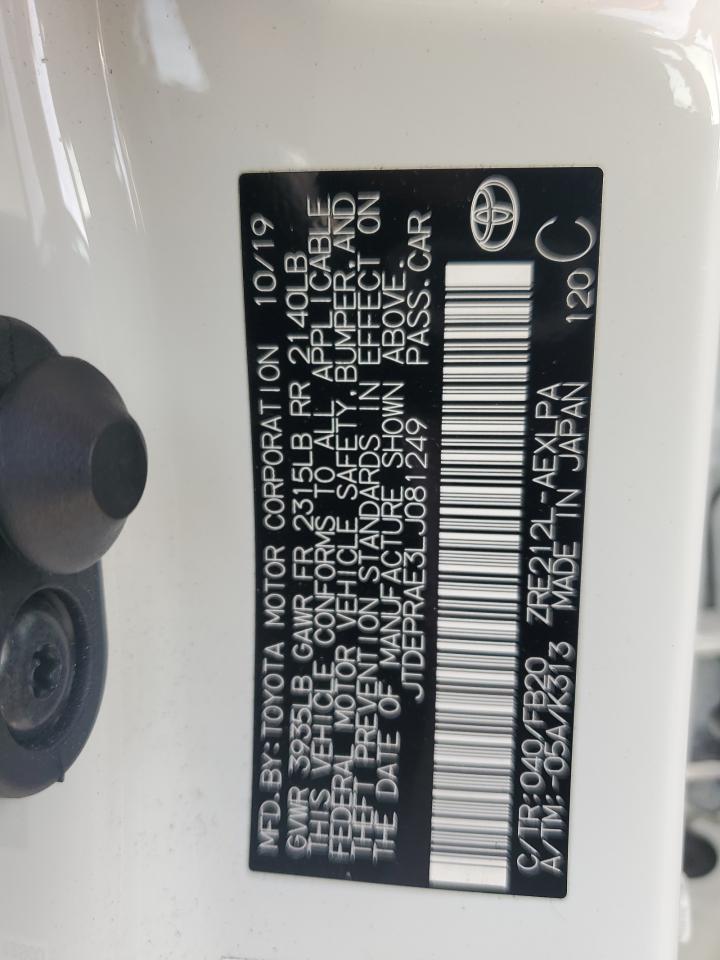 MFD.BY:TOYOTA MOTOR CORPORATION 10/19
GVWR 3935LB GAWR FR 2315LB RR 2140LB
THIS VEHICLE CONFORMS TO ALL APPLICABLE
FEDERAL MOTOR VEHICLE SAFETY,BUMPER,AND
THEFT PREVENTION STANDARDS IN EFFECT ON
THE DATE OF MANUFACTURE SHOWN ABOVE.
JTDEPRAE3LJ081249 PASS.CAR
C/TR:040/FB20 ZRE212L-AEXLPA 120
A/TM:-05A/K313 MADE IN JAPAN C